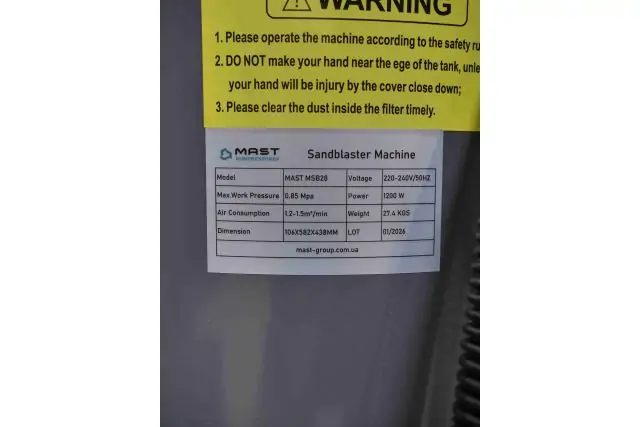 WARNING
1. Please operate the machine according to the safety ru
2. DO NOT make your hand near the ege of the tank, unle
your hand will be injury by the cover close down;
3. Please clear the dust inside the filter timely.
MAST Sandblaster Machine
Model MAST MSB28 Voltage 220-240V/50HZ
Max.Work Pressure 0.85 Mpa Power 1200 W
Air Consumption 1.2-1.5m³/min Weight 27.4 KGS
Dimension 106X582X438MM LOT 01/2026
mast-group.com.ua